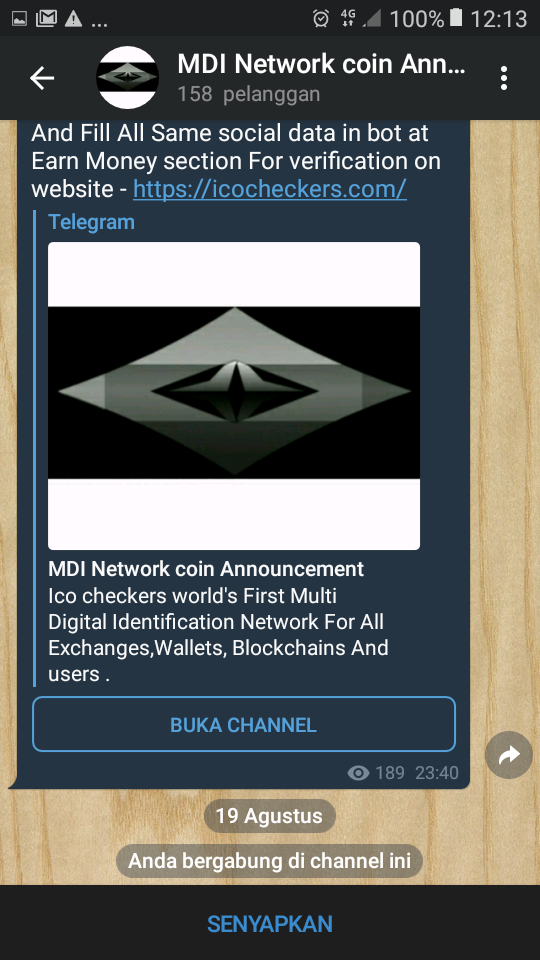 ... 4G 100% 12:13
MDI Network coin Ann...
158 pelanggan
And Fill All Same social data in bot at
Earn Money section For verification on
website - https://icocheckers.com/
Telegram
MDI Network coin Announcement
Ico checkers world's First Multi
Digital Identification Network For All
Exchanges,Wallets, Blockchains And
users .
BUKA CHANNEL
189 23:40
19 Agustus
Anda bergabung di channel ini
SENYAPKAN